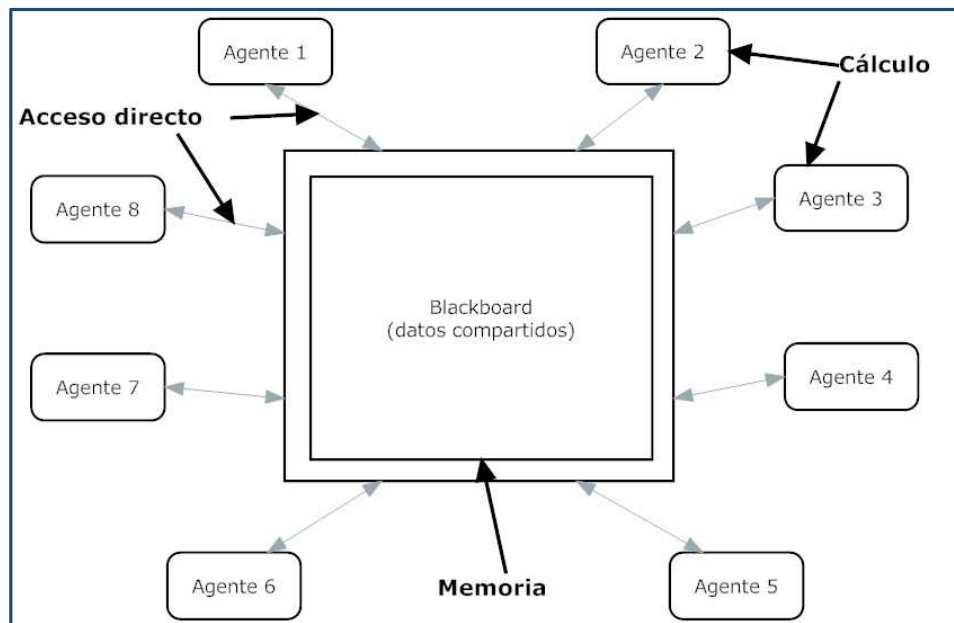 Agente 1
Agente 2
Cálculo
Acceso directo
Agente 8
Agente 3
Blackboard
(datos compartidos)
Agente 7
Agente 4
Agente 6
Memoria
Agente 5